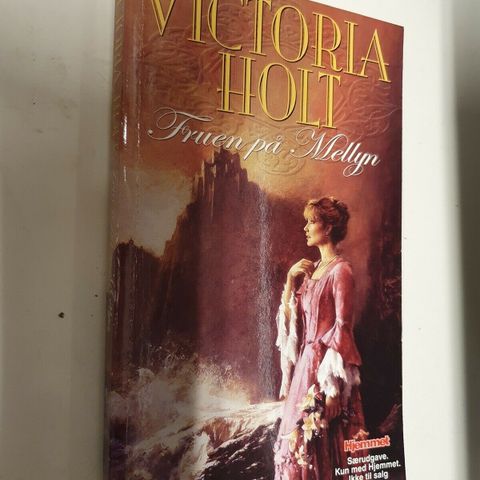 VICTORIA
HOLT
Fruen på Mellyn
Hjemmet
Særudgave.
Kun med Hjemmet.
Ikke til salg